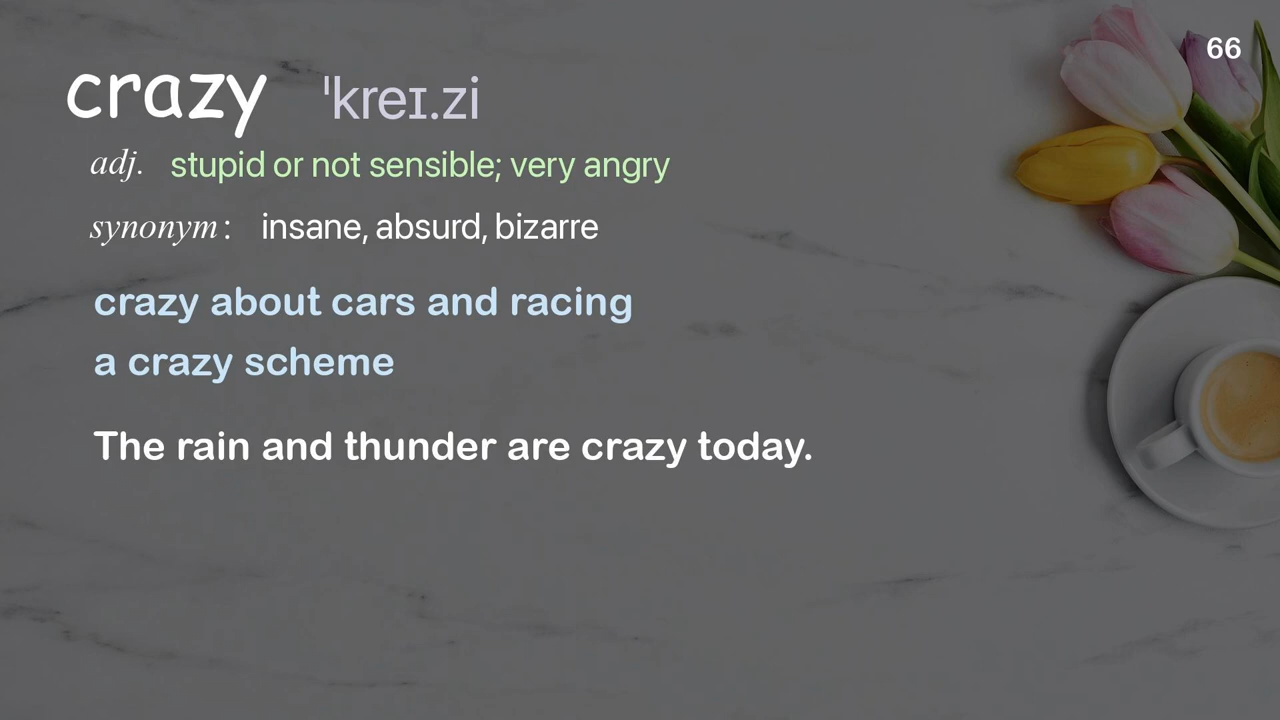 66
crazy ˈkreɪ.zi
adj. stupid or not sensible; very angry
synonym: insane, absurd, bizarre
crazy about cars and racing
a crazy scheme
The rain and thunder are crazy today.